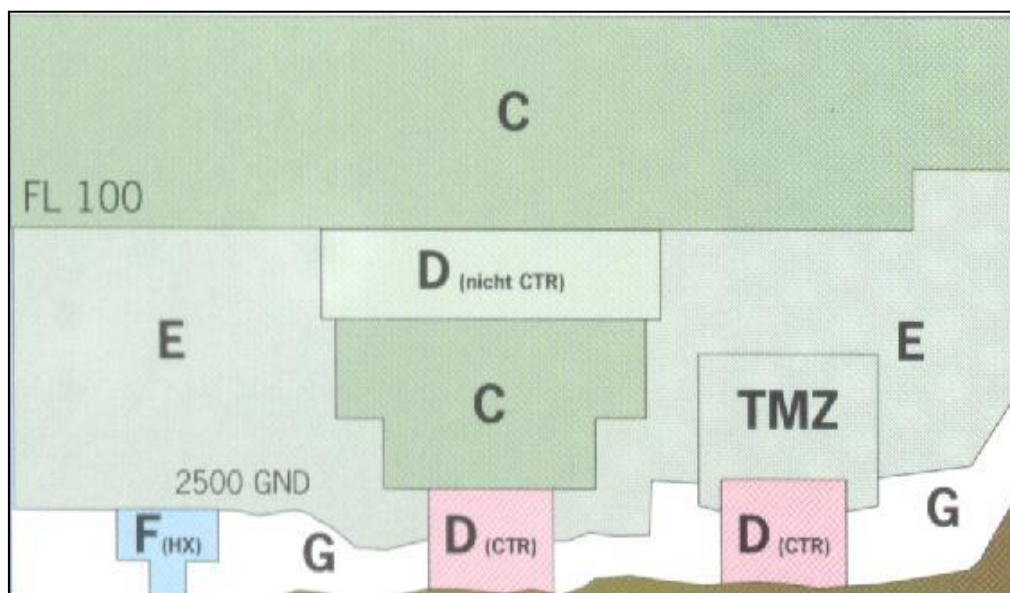 C
FL 100
D (nicht CTR)
E
E
C
TMZ
2500 GND
F (HX)
G
D (CTR)
D (CTR)
G